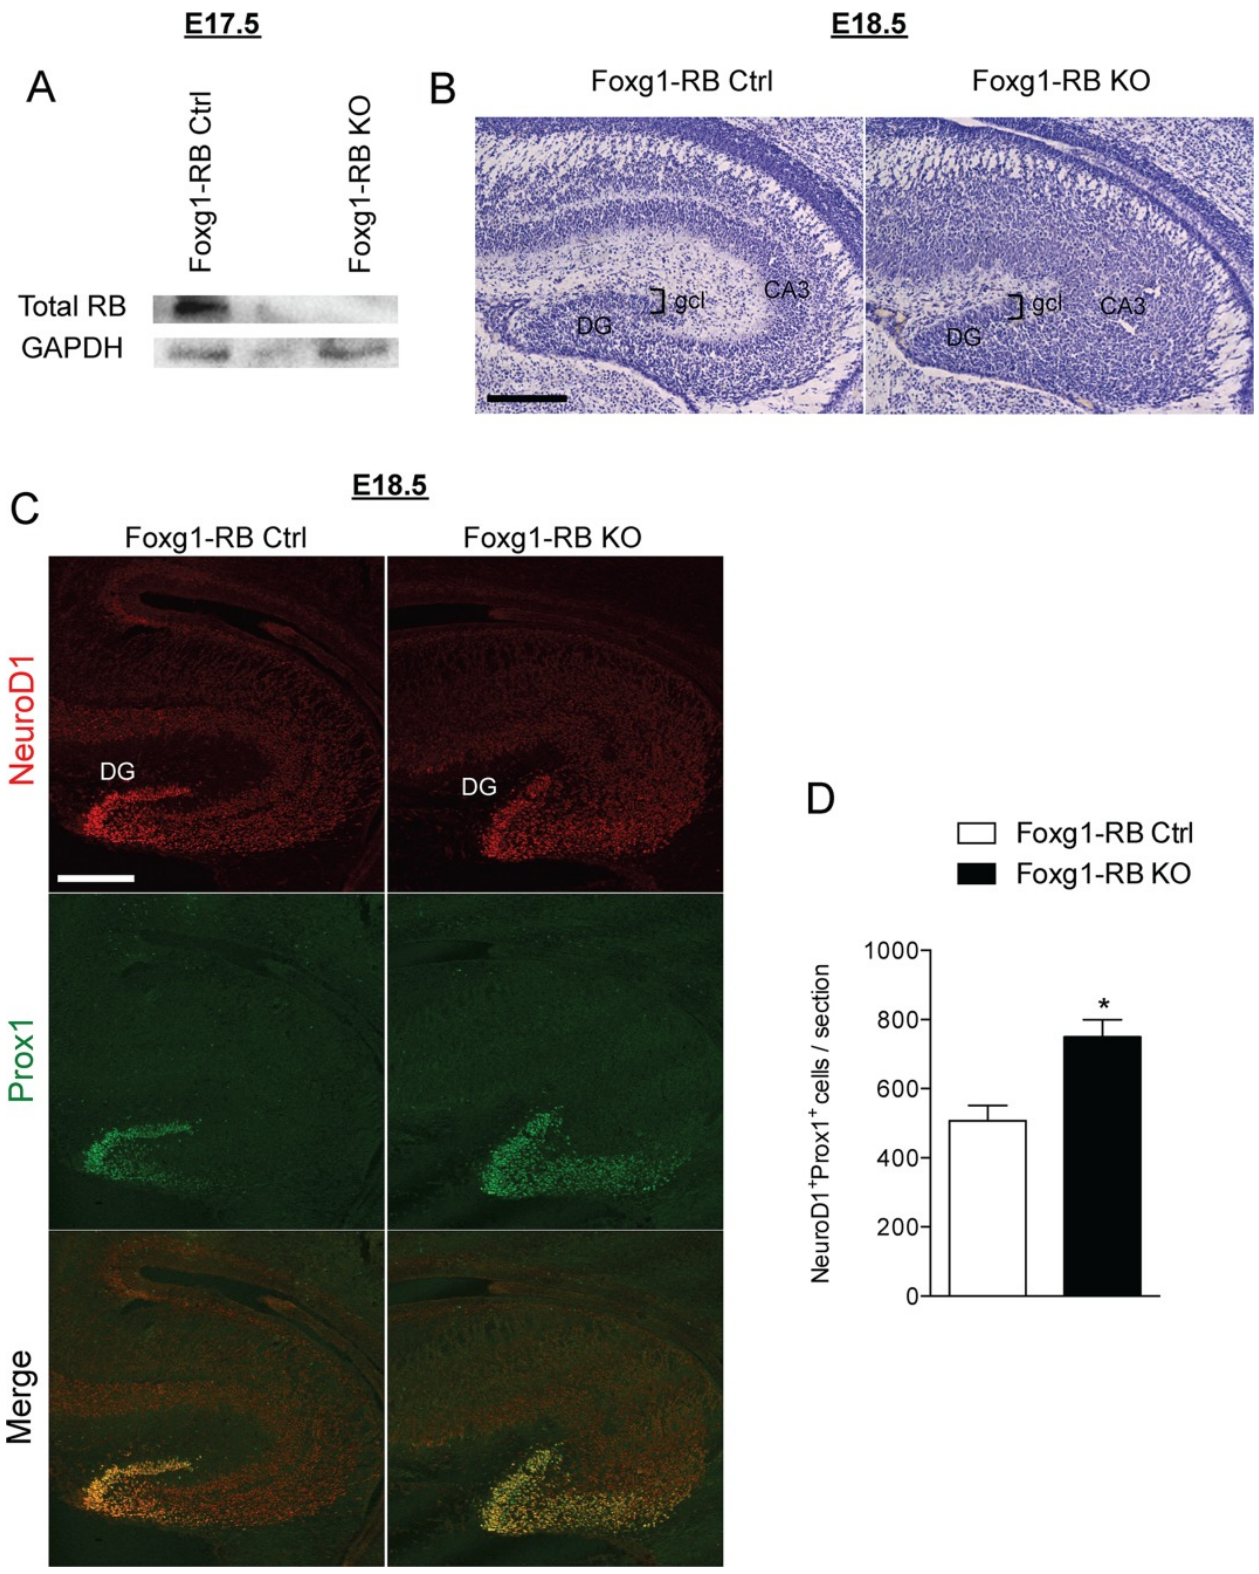 E17.5
E18.5
A
Foxg1-RB Ctrl
Foxg1-RB KO
Total RB
GAPDH
B
Foxg1-RB Ctrl
Foxg1-RB KO
gcl
CA3
DG
gcl
CA3
DG
E18.5
C
Foxg1-RB Ctrl
Foxg1-RB KO
NeuroD1
DG
DG
Prox1
Merge
D
Foxg1-RB Ctrl
Foxg1-RB KO
NeuroD1⁺Prox1⁺ cells / section
1000
800
600
400
200
0
*